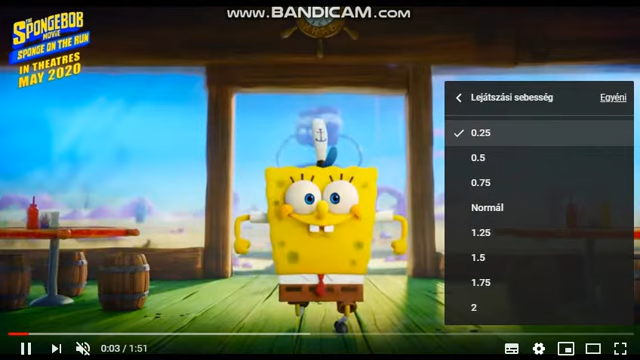 www.BANDICAM.com
THE
SPONGEBOB
MOVIE
SPONGE ON THE RUN
IN THEATRES
MAY 2020
Lejátszási sebesség
Egyéni
0.25
0.5
0.75
Normál
1.25
1.5
1.75
2
0:03 / 1:51